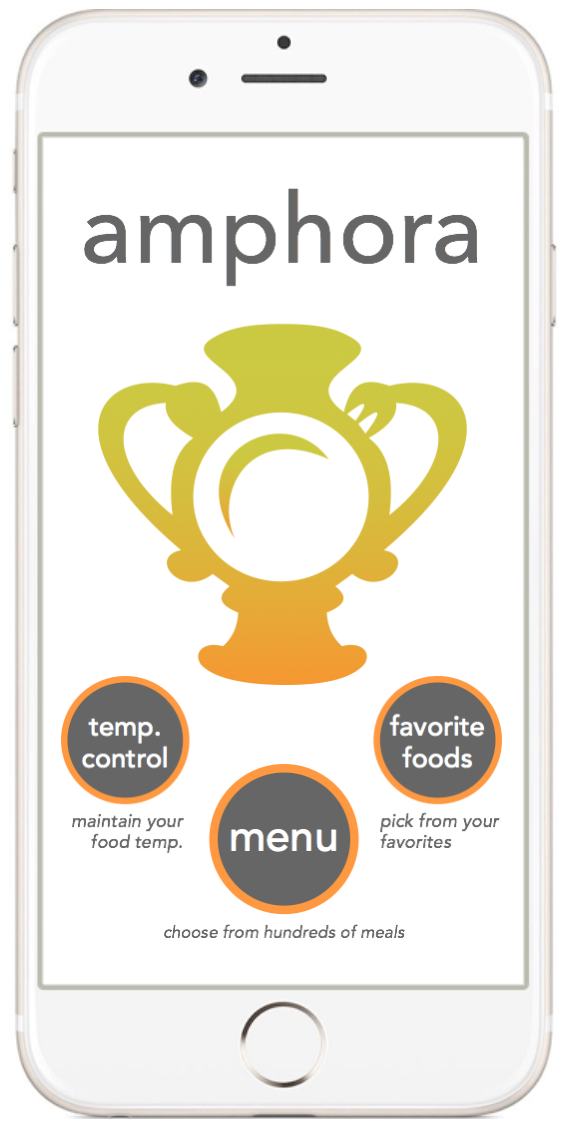 amphora
temp.
control
maintain your
food temp.
favorite
foods
pick from your
favorites
menu
choose from hundreds of meals